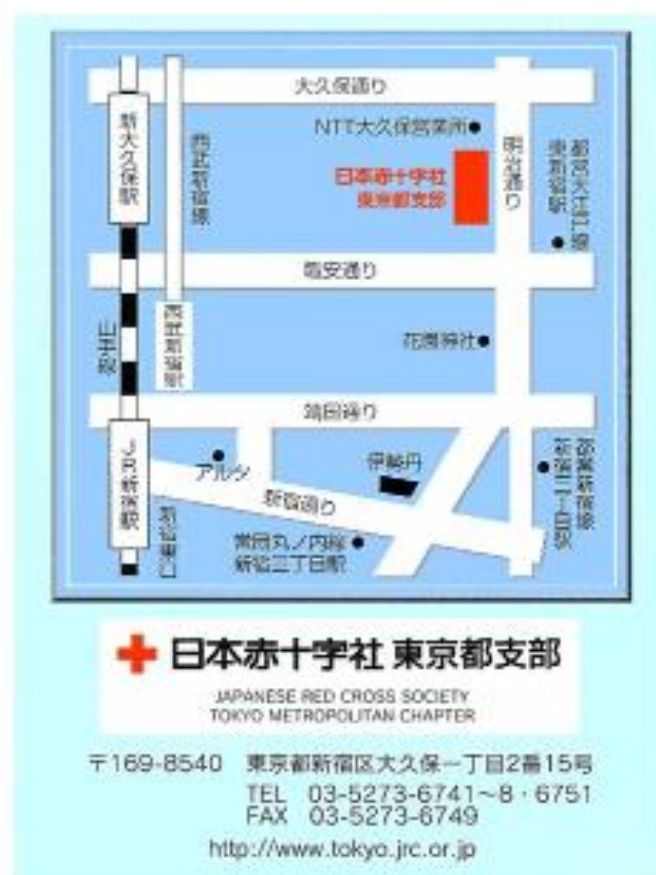 大久保通り
新大久保駅
西武新宿線
NTT大久保営業所
日本赤十字社
東京都支部
明治通り
都営大江戸線
東新宿駅
職安通り
山手線
西武新宿駅
花園神社
靖国通り
JR新宿駅
アルタ
伊勢丹
新宿通り
都営新宿線
新宿三丁目駅
新宿東口
営団丸ノ内線
新宿三丁目駅
日本赤十字社 東京都支部
JAPANESE RED CROSS SOCIETY
TOKYO METROPOLITAN CHAPTER
〒169-8540 東京都新宿区大久保一丁目2番15号
TEL 03-5273-6741～8・6751
FAX 03-5273-6749
http://www.tokyo.jrc.or.jp